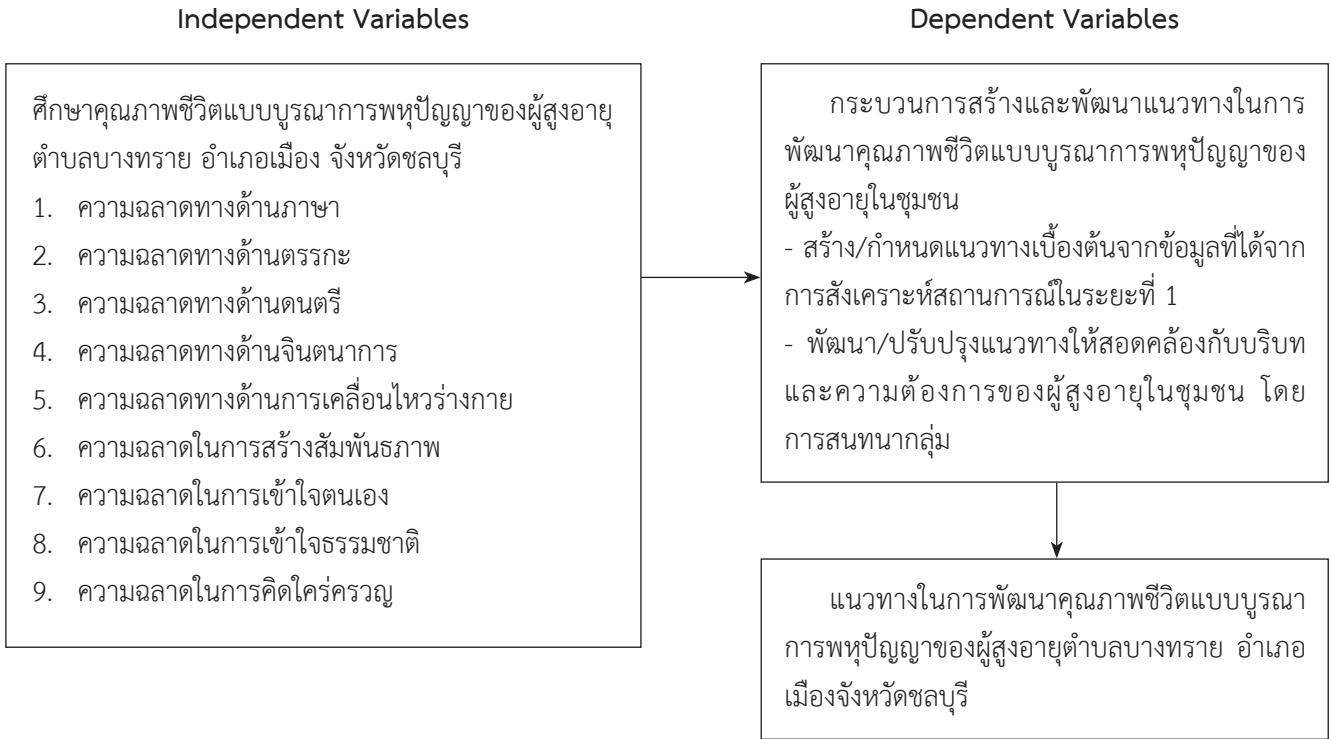 Independent Variables
ศึกษาคุณภาพชีวิตแบบบูรณาการพหุปัญญาของผู้สูงอายุ
ตำบลบางทราย อำเภอเมือง จังหวัดชลบุรี
1. ความฉลาดทางด้านภาษา
2. ความฉลาดทางด้านตรรกะ
3. ความฉลาดทางด้านดนตรี
4. ความฉลาดทางด้านจินตนาการ
5. ความฉลาดทางด้านการเคลื่อนไหวร่างกาย
6. ความฉลาดในการสร้างสัมพันธภาพ
7. ความฉลาดในการเข้าใจตนเอง
8. ความฉลาดในการเข้าใจธรรมชาติ
9. ความฉลาดในการคิดใคร่ครวญ
Dependent Variables
กระบวนการสร้างและพัฒนาแนวทางในการ
พัฒนาคุณภาพชีวิตแบบบูรณาการพหุปัญญาของ
ผู้สูงอายุในชุมชน
- สร้าง/กำหนดแนวทางเบื้องต้นจากข้อมูลที่ได้จาก
การสังเคราะห์สถานการณ์ในระยะที่ 1
- พัฒนา/ปรับปรุงแนวทางให้สอดคล้องกับบริบท
และความต้องการของผู้สูงอายุในชุมชน โดย
การสนทนากลุ่ม
แนวทางในการพัฒนาคุณภาพชีวิตแบบบูรณา
การพหุปัญญาของผู้สูงอายุตำบลบางทราย อำเภอ
เมืองจังหวัดชลบุรี